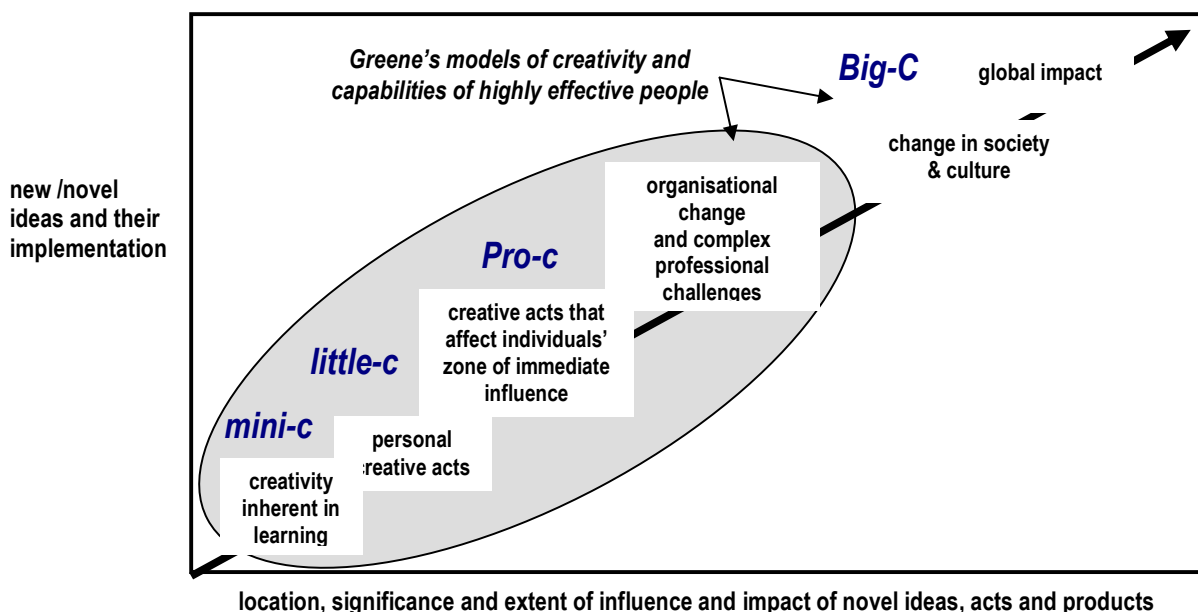 Greene's models of creativity and
capabilities of highly effective people
Big-C
global impact
change in society
& culture
new /novel
ideas and their
implementation
organisational
change
and complex
professional
challenges
Pro-c
creative acts that
affect individuals'
zone of immediate
influence
little-c
personal
creative acts
mini-c
creativity
inherent in
learning
location, significance and extent of influence and impact of novel ideas, acts and products